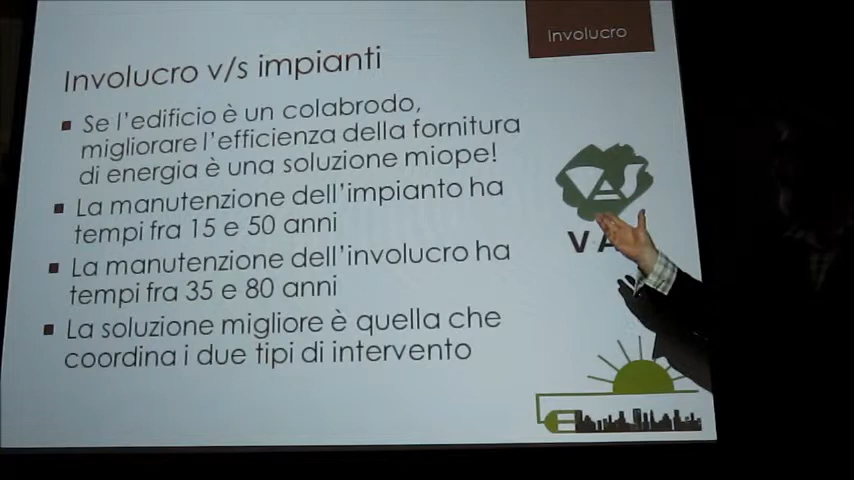 Involucro
Involucro v/s impianti
Se l'edificio è un colabrodo,
migliorare l'efficienza della fornitura
di energia è una soluzione miope!
La manutenzione dell'impianto ha
tempi fra 15 e 50 anni
La manutenzione dell'involucro ha
tempi fra 35 e 80 anni
La soluzione migliore è quella che
coordina i due tipi di intervento